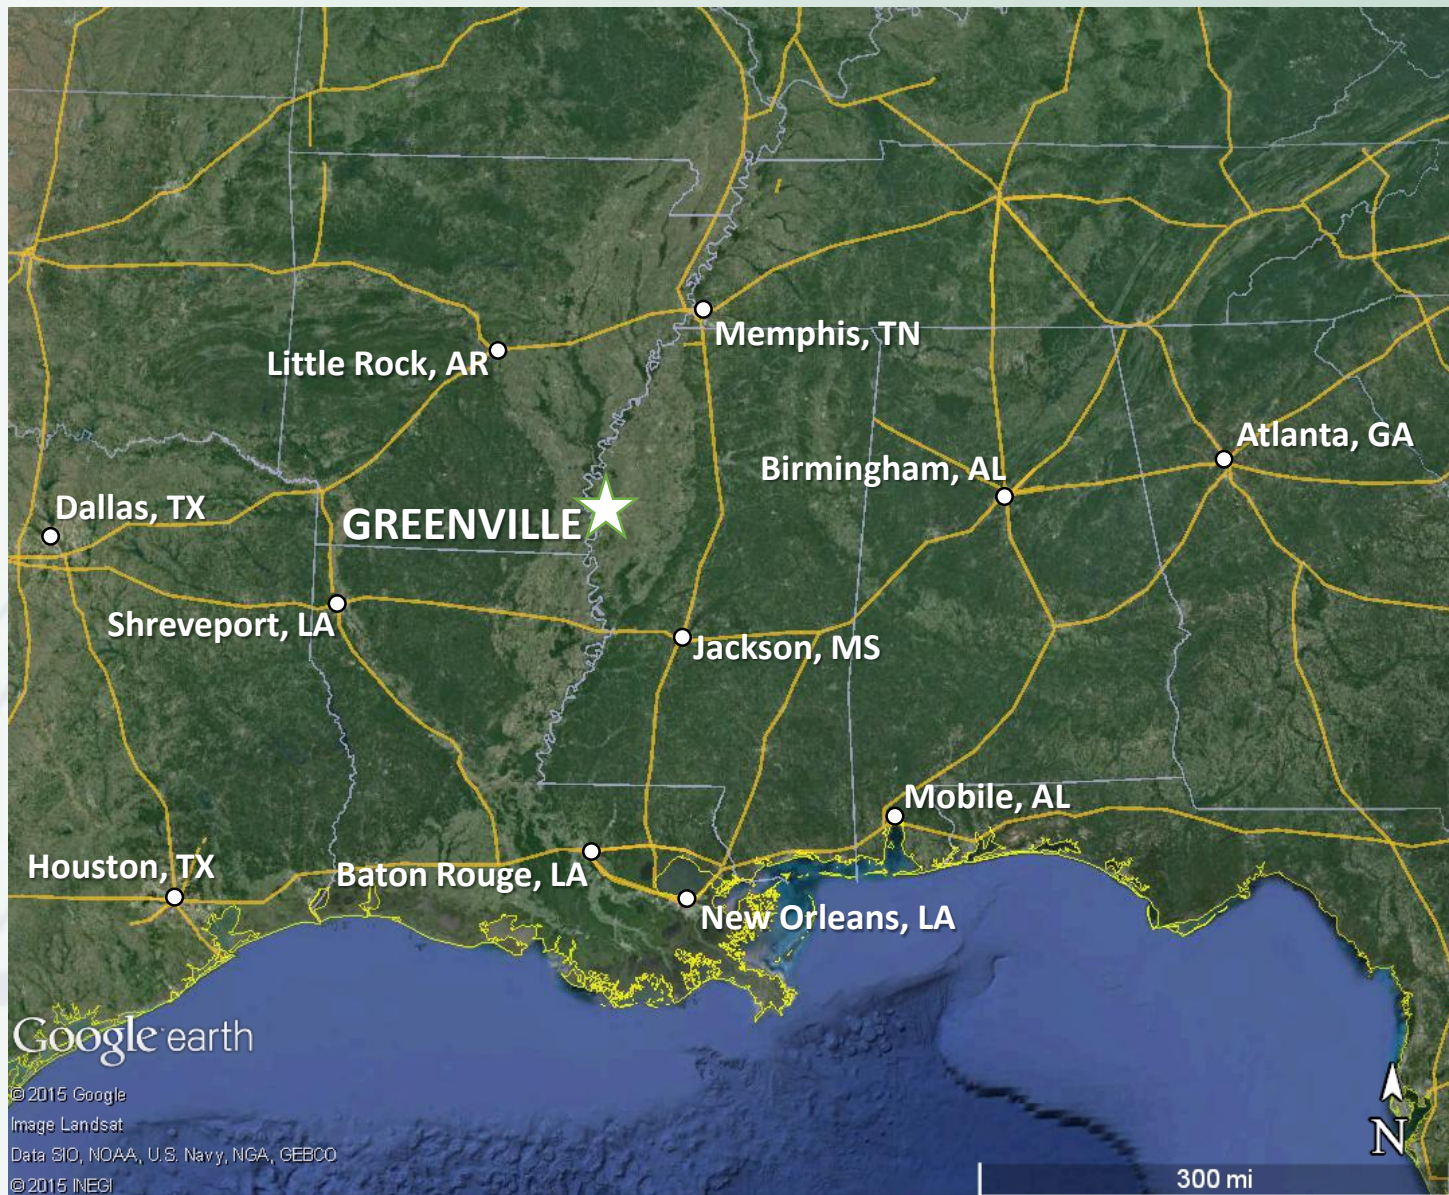 Memphis, TN
Little Rock, AR
Atlanta, GA
Birmingham, AL
Dallas, TX
GREENVILLE
Shreveport, LA
Jackson, MS
Mobile, AL
Houston, TX
Baton Rouge, LA
New Orleans, LA
Google earth
© 2015 Google
Image Landsat
Data SIO, NOAA, U.S. Navy, NGA, GEBCO
© 2015 INEGI
N
300 mi